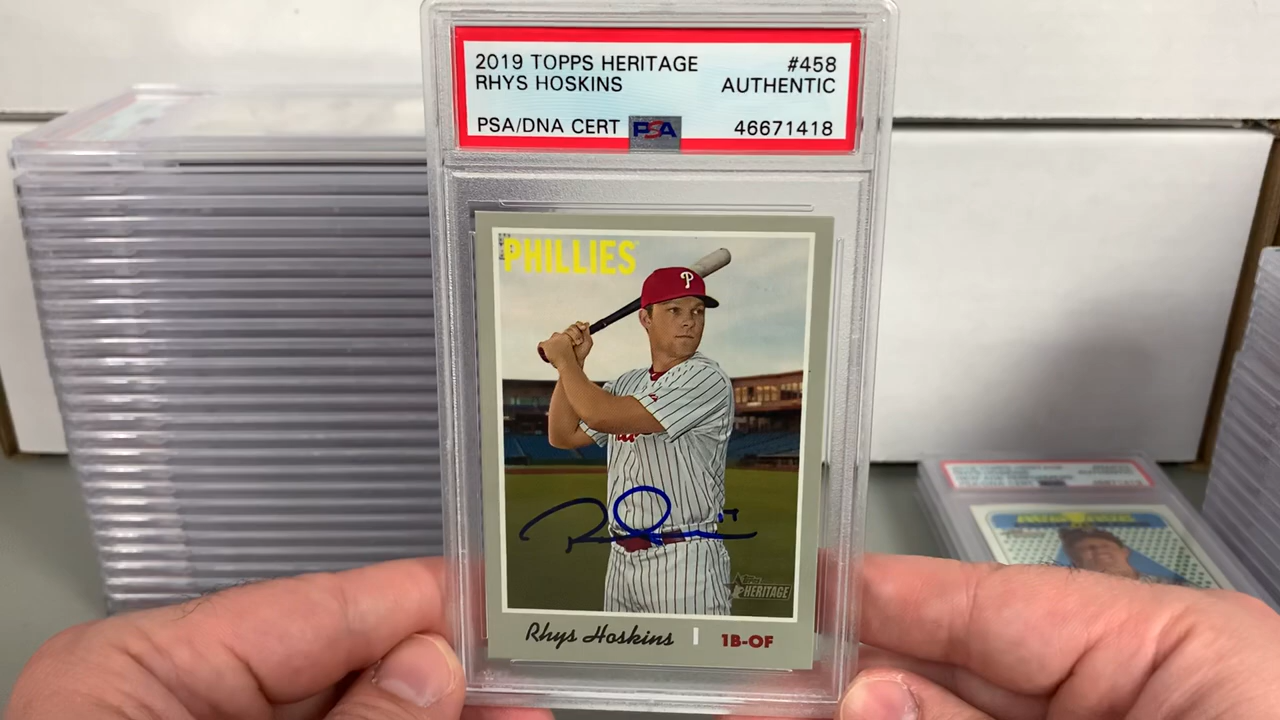 2019 TOPPS HERITAGE #458
RHYS HOSKINS AUTHENTIC
PSA/DNA CERT PSA 46671418
PHILLIES
P
17
Topps
HERITAGE
Rhys Hoskins | 1B-OF